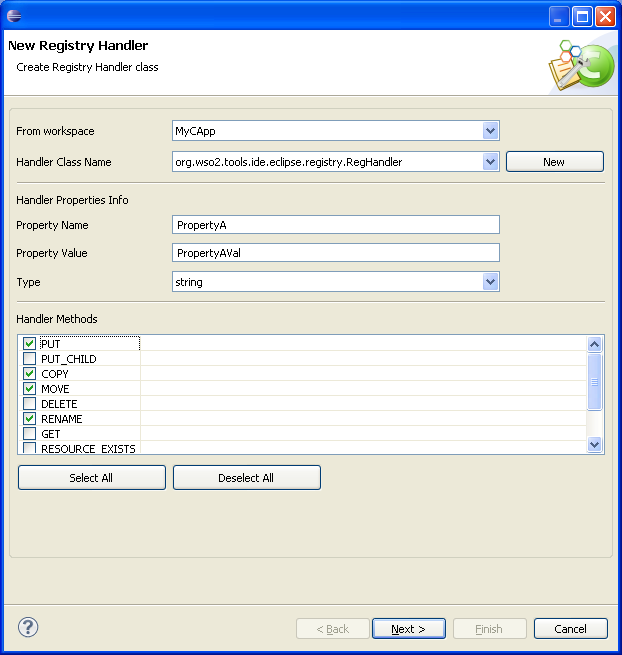 New Registry Handler
Create Registry Handler class
From workspace MyCApp
Handler Class Name org.wso2.tools.ide.eclipse.registry.RegHandler New
Handler Properties Info
Property Name PropertyA
Property Value PropertyAVal
Type string
Handler Methods
PUT
PUT_CHILD
COPY
MOVE
DELETE
RENAME
GET
RESOURCE_EXISTS
Select All Deselect All
? < Back Next > Finish Cancel